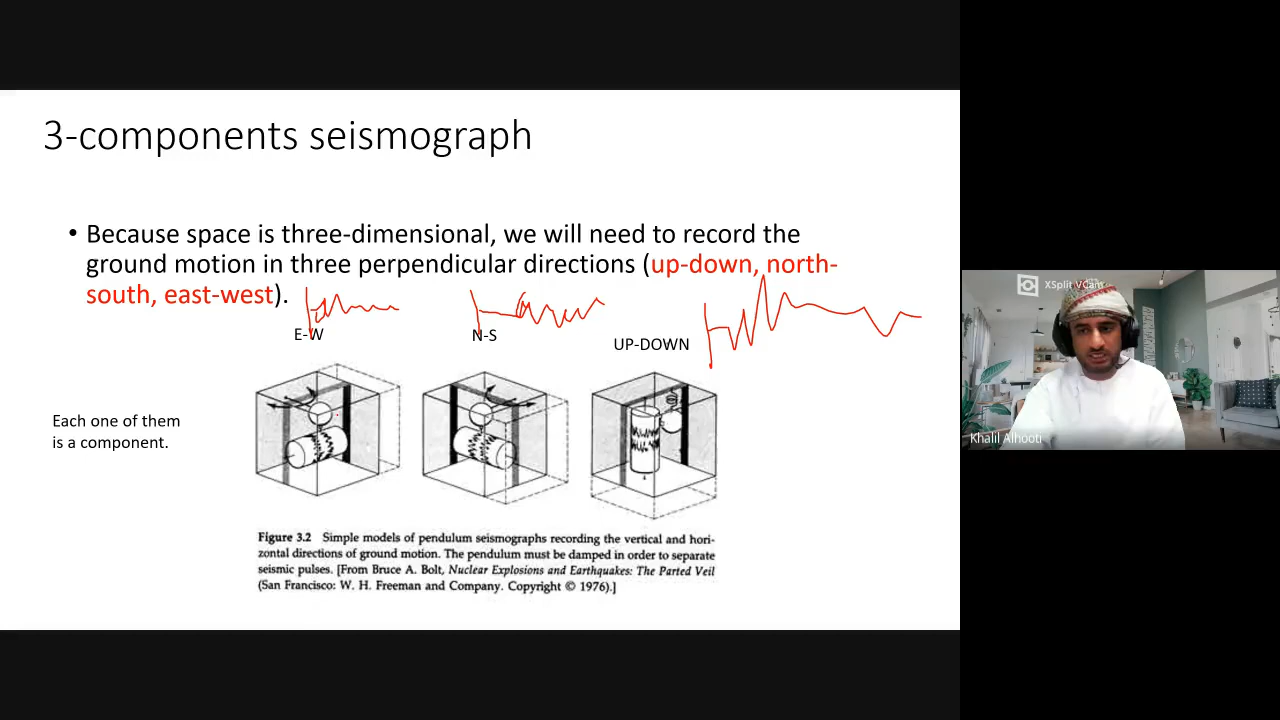 3-components seismograph
• Because space is three-dimensional, we will need to record the
ground motion in three perpendicular directions (up-down, north-
south, east-west).
E-W
N-S
UP-DOWN
Each one of them
is a component.
Figure 3.2 Simple models of pendulum seismographs recording the vertical and hori-
zontal directions of ground motion. The pendulum must be damped in order to separate
seismic pulses. [From Bruce A. Bolt, Nuclear Explosions and Earthquakes: The Parted Veil
(San Francisco: W. H. Freeman and Company. Copyright © 1976).]
XSplit VCam
Khalil Alhooti